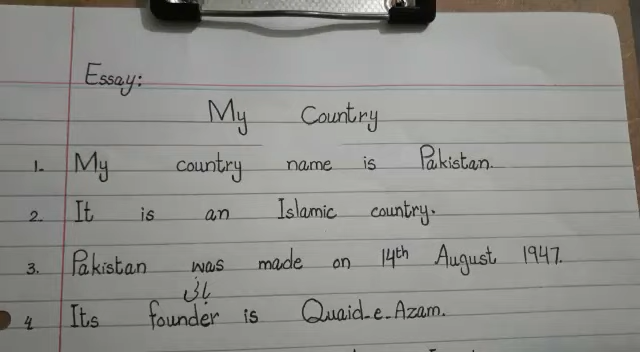 Essay:
My Country
1. My country name is Pakistan.
2. It is an Islamic country.
3. Pakistan was made on 14th August 1947.
بانی
4. Its founder is Quaid-e-Azam.